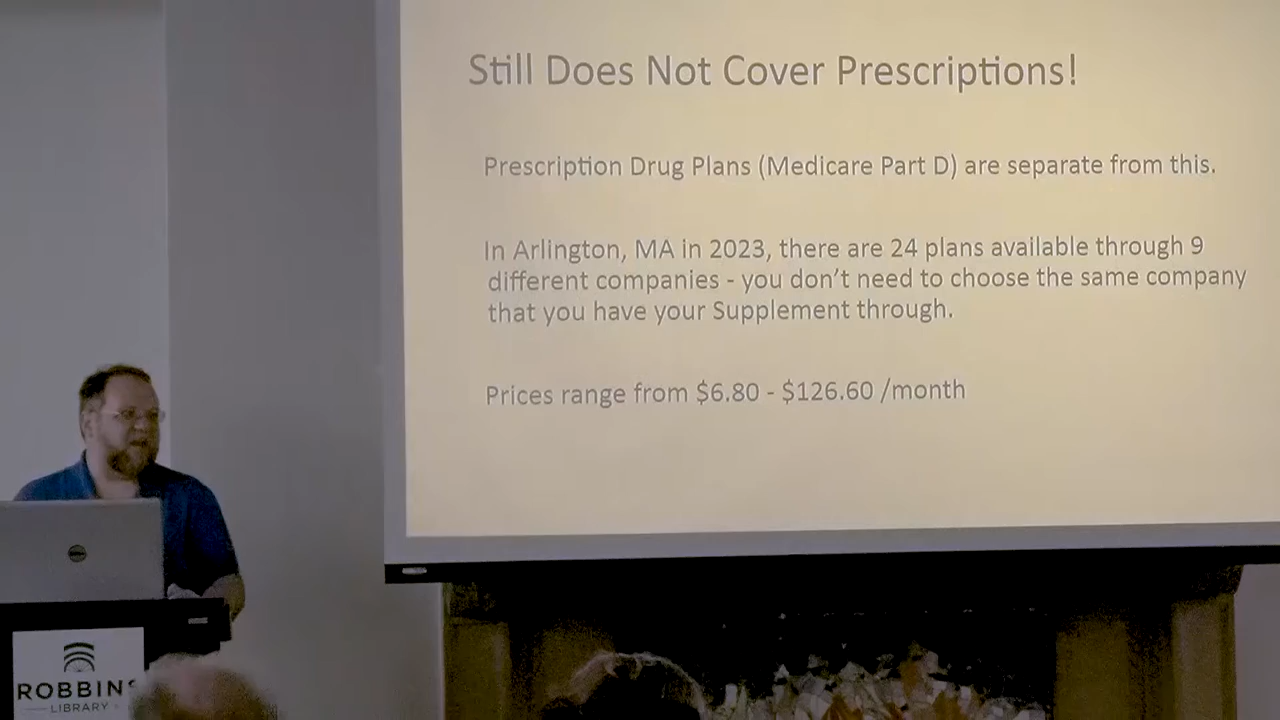 Still Does Not Cover Prescriptions!
Prescription Drug Plans (Medicare Part D) are separate from this.
In Arlington, MA in 2023, there are 24 plans available through 9
different companies - you don’t need to choose the same company
that you have your Supplement through.
Prices range from $6.80 - $126.60 /month
DELL
ROBBINS
LIBRARY